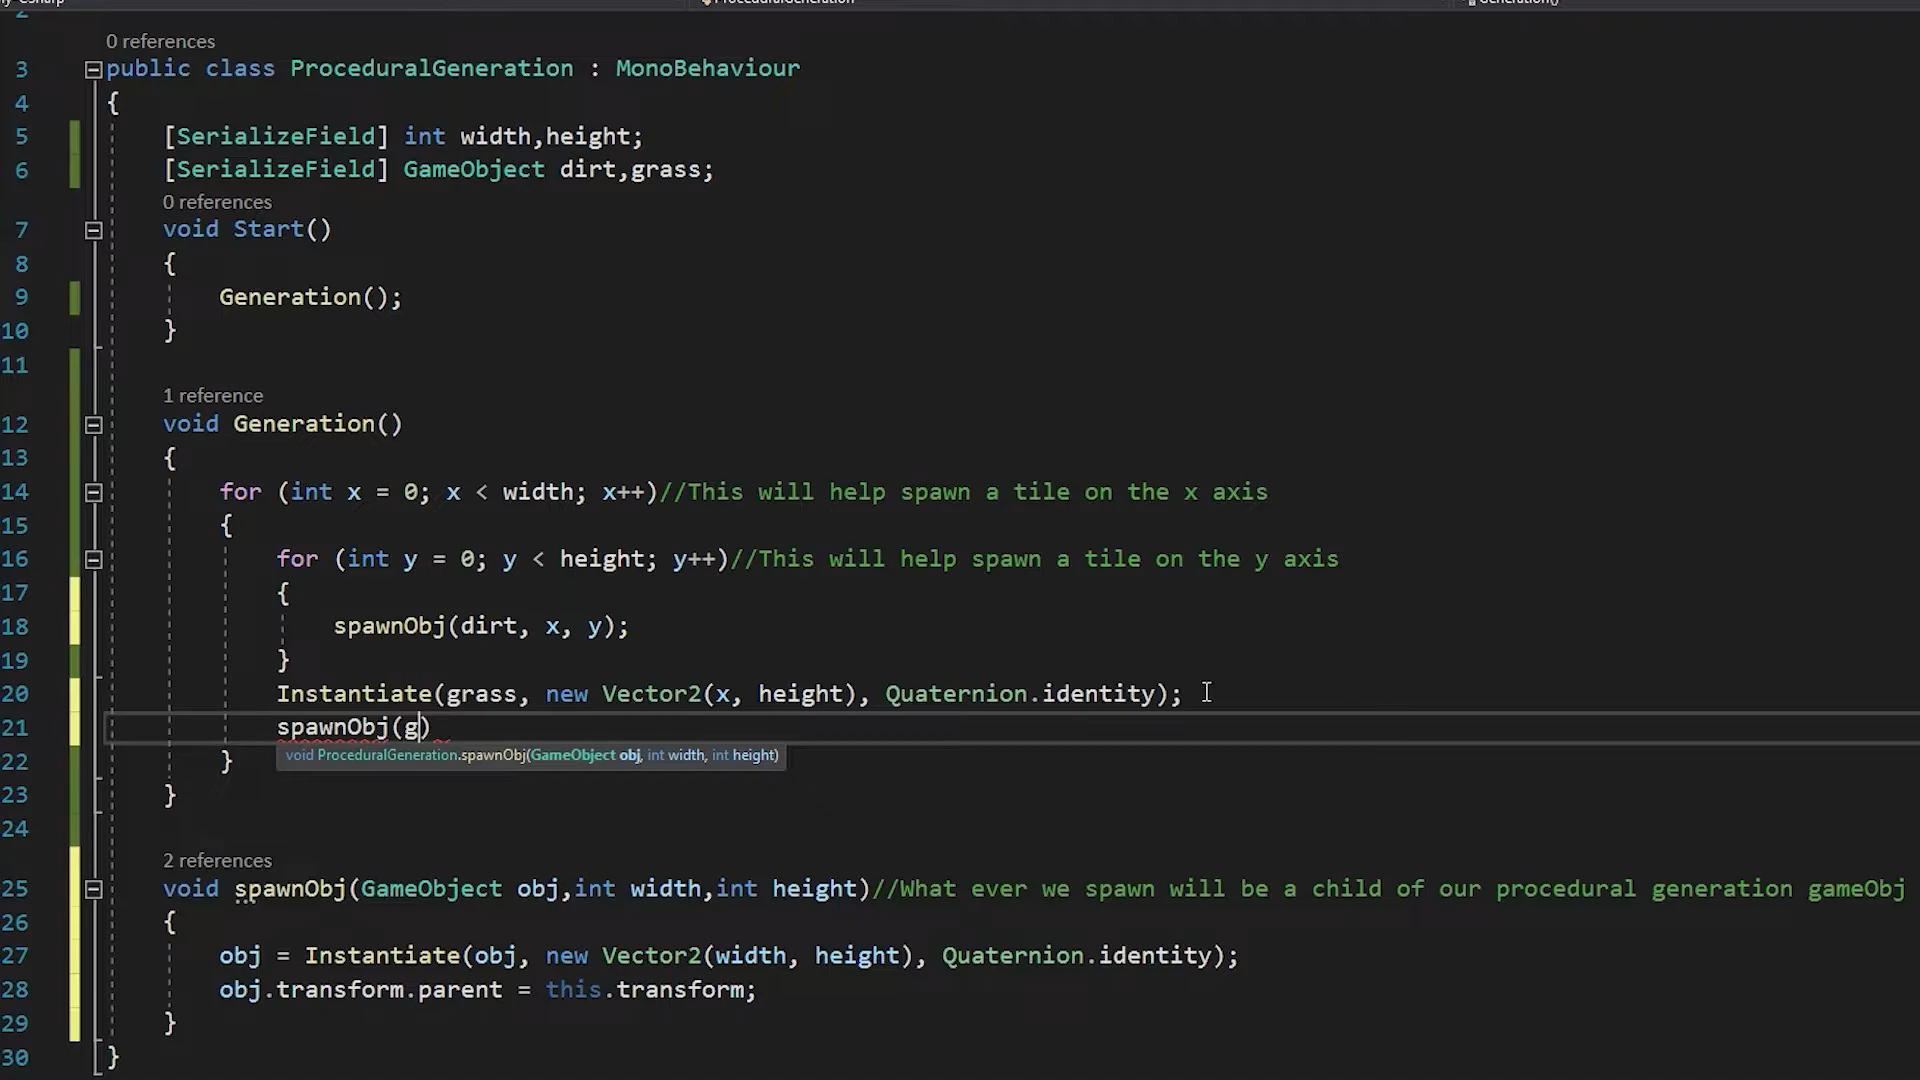 2
0 references
3 public class ProceduralGeneration : MonoBehaviour
4 {
5 [SerializeField] int width,height;
6 [SerializeField] GameObject dirt,grass;
0 references
7 void Start()
8 {
9 Generation();
10 }
11
1 reference
12 void Generation()
13 {
14 for (int x = 0; x < width; x++)//This will help spawn a tile on the x axis
15 {
16 for (int y = 0; y < height; y++)//This will help spawn a tile on the y axis
17 {
18 spawnObj(dirt, x, y);
19 }
20 Instantiate(grass, new Vector2(x, height), Quaternion.identity);
21 spawnObj(g)
void ProceduralGeneration.spawnObj(GameObject obj, int width, int height)
22 }
23 }
24
2 references
25 void spawnObj(GameObject obj,int width,int height)//What ever we spawn will be a child of our procedural generation gameObj
26 {
27 obj = Instantiate(obj, new Vector2(width, height), Quaternion.identity);
28 obj.transform.parent = this.transform;
29 }
30 }